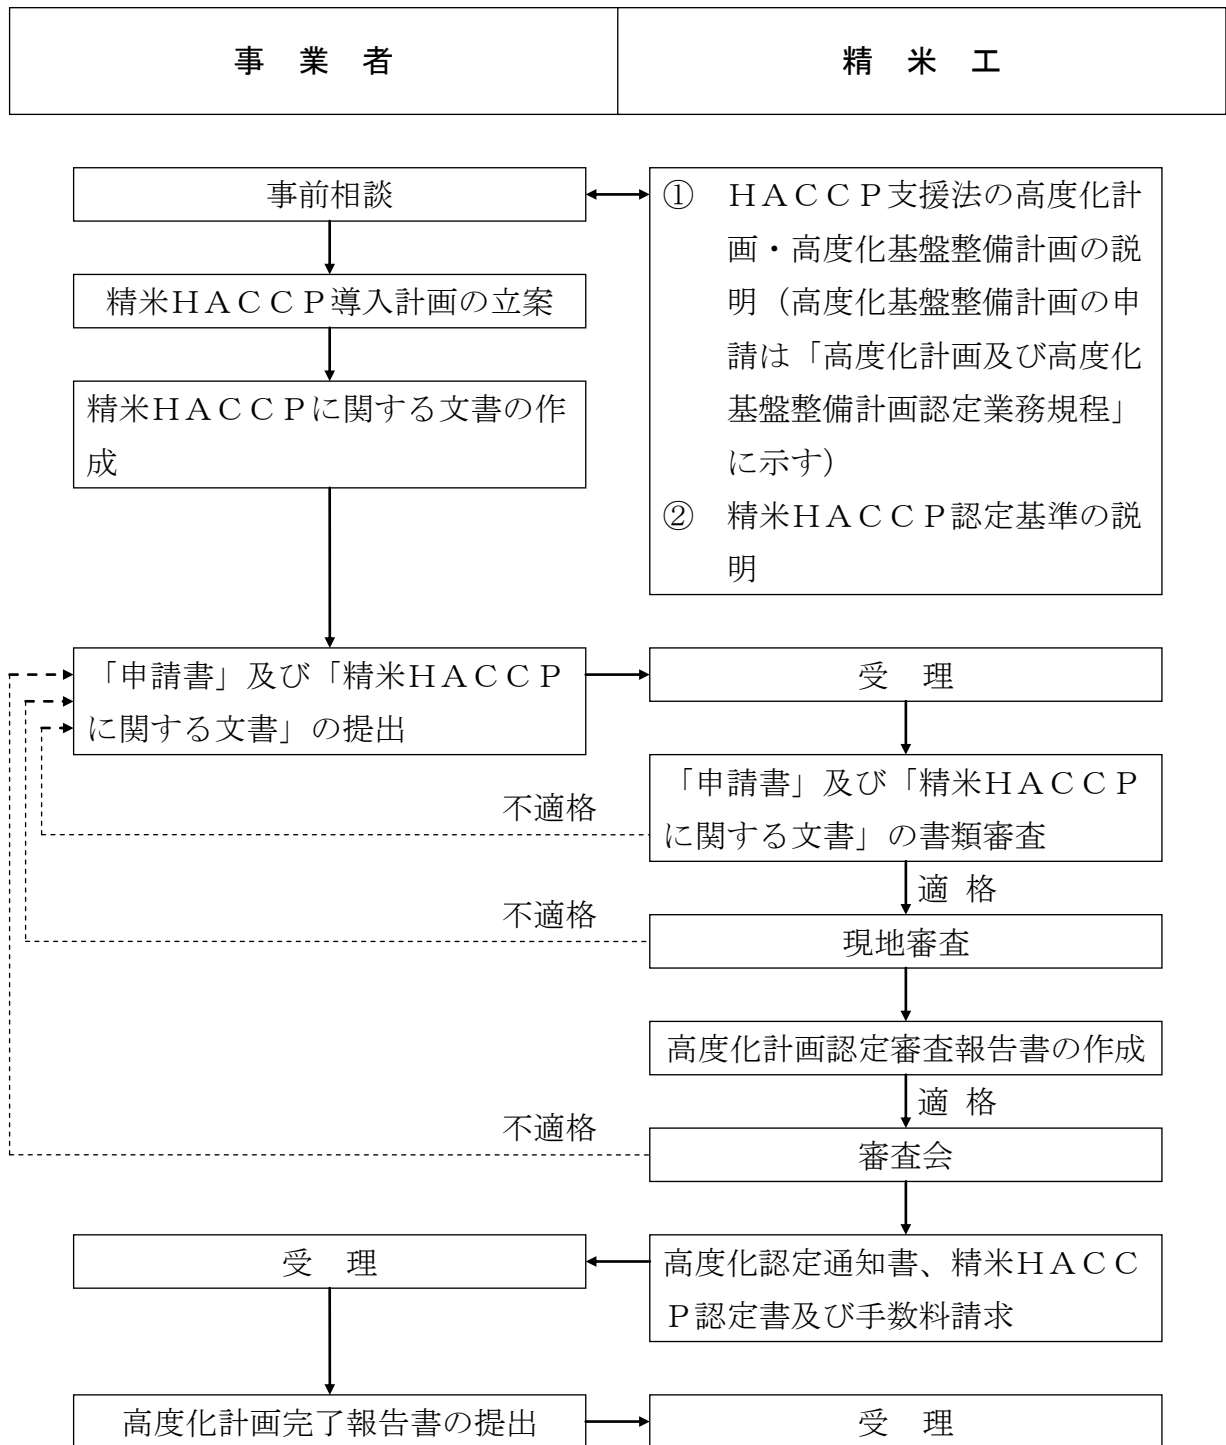 事 業 者
精 米 工
事前相談
① ＨＡＣＣＰ支援法の高度化計
画・高度化基盤整備計画の説
明（高度化基盤整備計画の申
請は「高度化計画及び高度化
基盤整備計画認定業務規程」
に示す）
② 精米ＨＡＣＣＰ認定基準の説
明
精米ＨＡＣＣＰ導入計画の立案
精米ＨＡＣＣＰに関する文書の作
成
「申請書」及び「精米ＨＡＣＣＰ
に関する文書」の提出
受 理
「申請書」及び「精米ＨＡＣＣＰ
に関する文書」の書類審査
不適格
適 格
現地審査
不適格
高度化計画認定審査報告書の作成
適 格
審査会
不適格
高度化認定通知書、精米ＨＡＣＣ
Ｐ認定書及び手数料請求
受 理
高度化計画完了報告書の提出
受 理